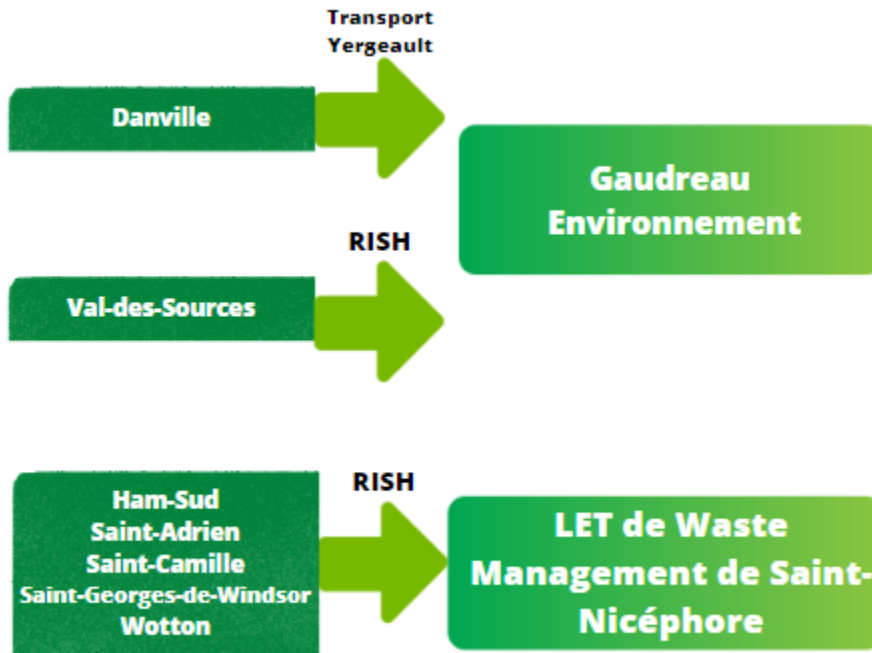 Transport
Yergeault
Danville
Gaudreau
Environnement
RISH
Val-des-Sources
RISH
Ham-Sud
Saint-Adrien
Saint-Camille
Saint-Georges-de-Windsor
Wotton
LET de Waste
Management de Saint-
Nicéphore